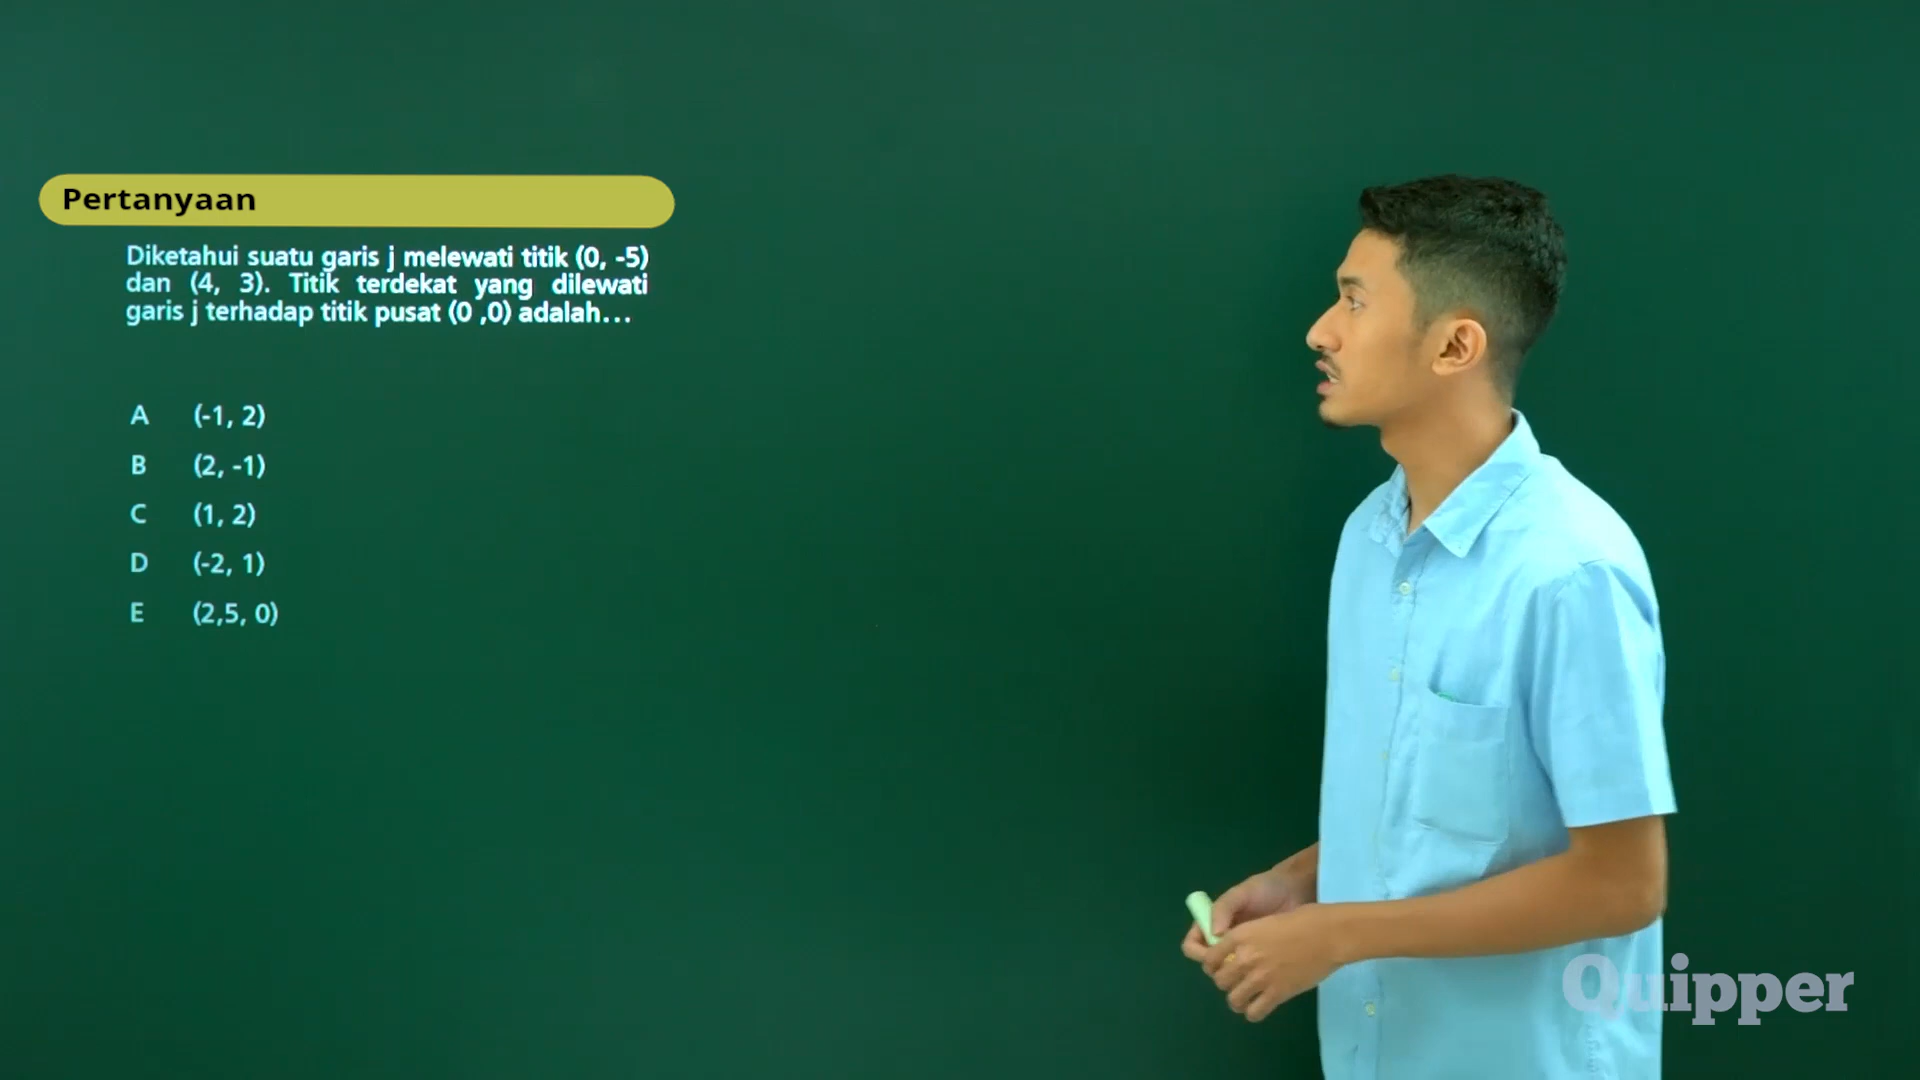 Pertanyaan
Diketahui suatu garis j melewati titik (0, -5)
dan (4, 3). Titik terdekat yang dilewati
garis j terhadap titik pusat (0 ,0) adalah...
A (-1, 2)
B (2, -1)
C (1, 2)
D (-2, 1)
E (2,5, 0)
Quipper